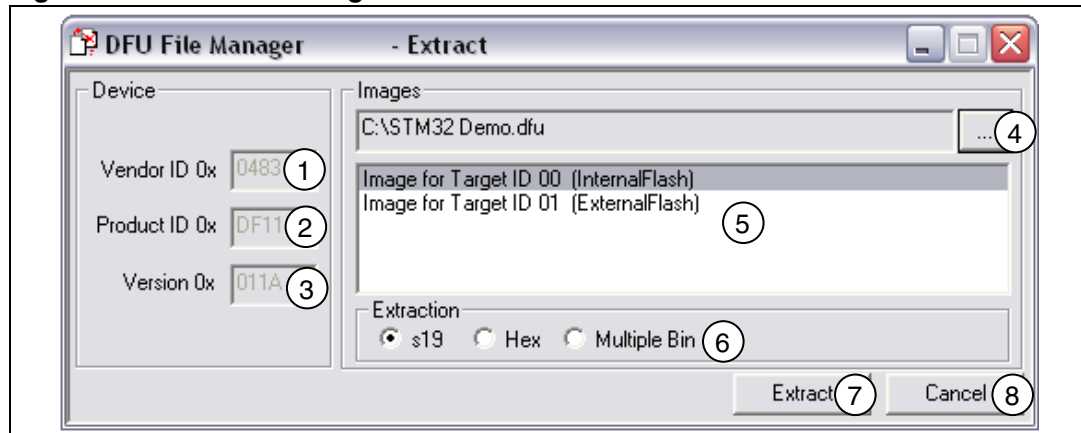 DFU File Manager - Extract
Device
Vendor ID 0x 0483 1
Product ID 0x DF11 2
Version 0x 011A 3
Images
C:\STM32 Demo.dfu ... 4
Image for Target ID 00 (InternalFlash)
Image for Target ID 01 (ExternalFlash)
5
Extraction
s19 Hex Multiple Bin 6
Extract 7 Cancel 8